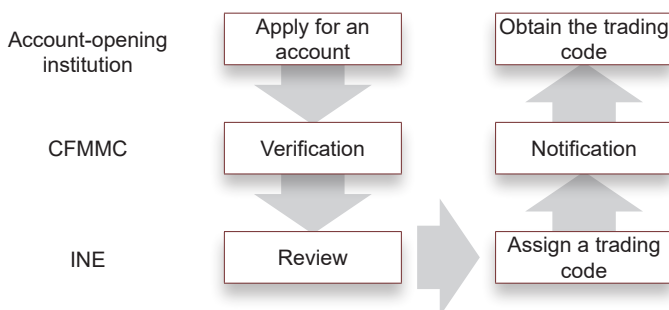 Account-opening
institution
Apply for an
account
Obtain the trading
code
CFMMC
Verification
Notification
INE
Review
Assign a trading
code